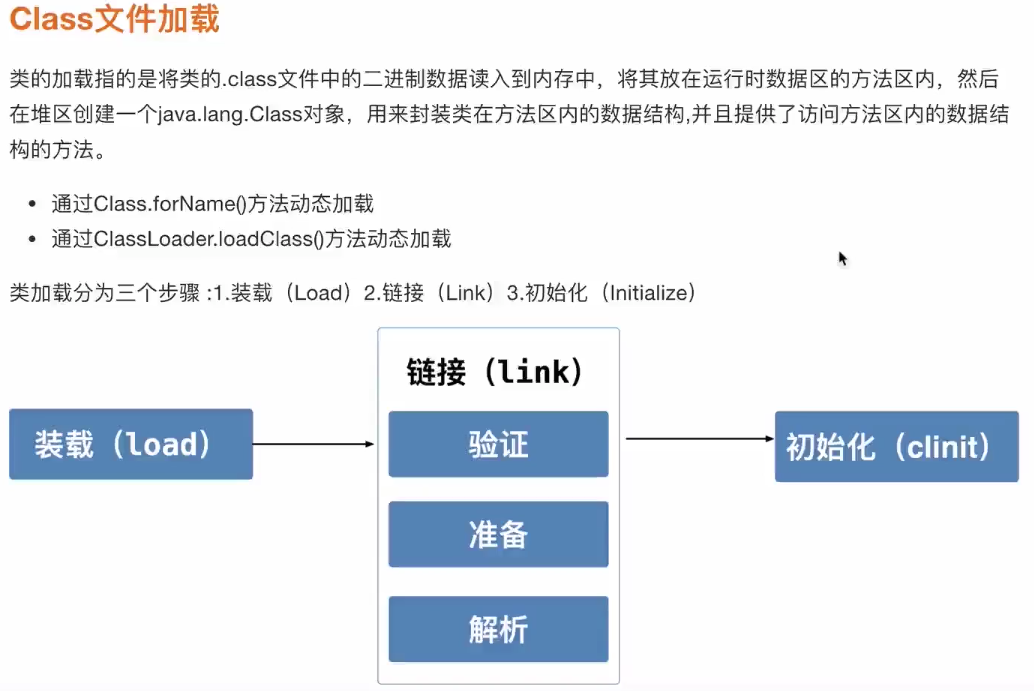 Class文件加载
类的加载指的是将类的.class文件中的二进制数据读入到内存中，将其放在运行时数据区的方法区内，然后
在堆区创建一个java.lang.Class对象，用来封装类在方法区内的数据结构,并且提供了访问方法区内的数据结
构的方法。
• 通过Class.forName()方法动态加载
• 通过ClassLoader.loadClass()方法动态加载
类加载分为三个步骤 :1.装载（Load）2.链接（Link）3.初始化（Initialize）
链接（link）
装载（load）
验证
初始化（clinit）
准备
解析